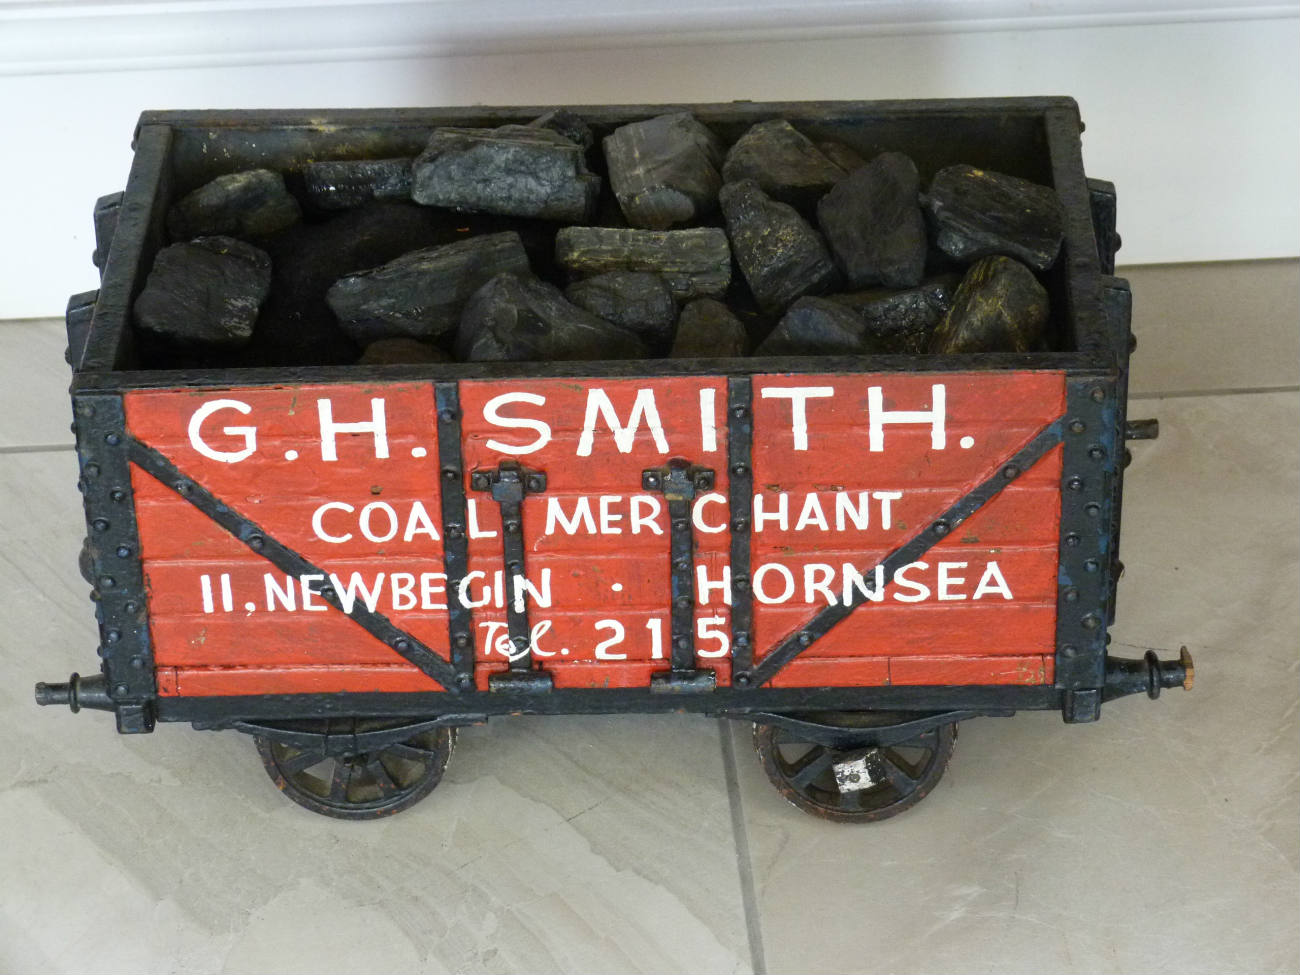 G.H. SMITH.
COAL MERCHANT
11, NEWBEGIN · HORNSEA
Tel. 215